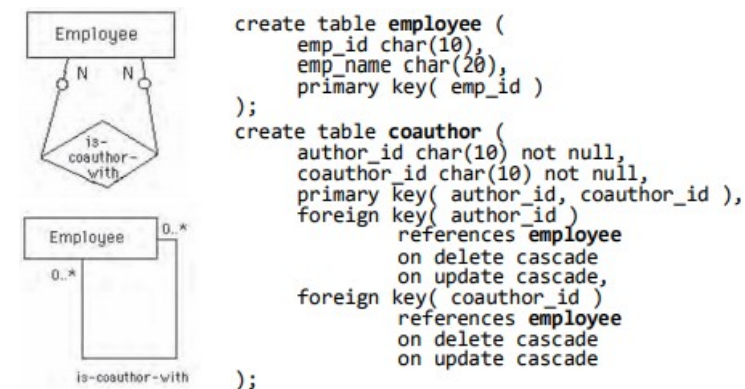 Employee
N N
is-
coauthor-
with
Employee
0..*
0..*
is-coauthor-with
create table employee (
emp_id char(10),
emp_name char(20),
primary key( emp_id )
);
create table coauthor (
author_id char(10) not null,
coauthor_id char(10) not null,
primary key( author_id, coauthor_id ),
foreign key( author_id )
references employee
on delete cascade
on update cascade,
foreign key( coauthor_id )
references employee
on delete cascade
on update cascade
);